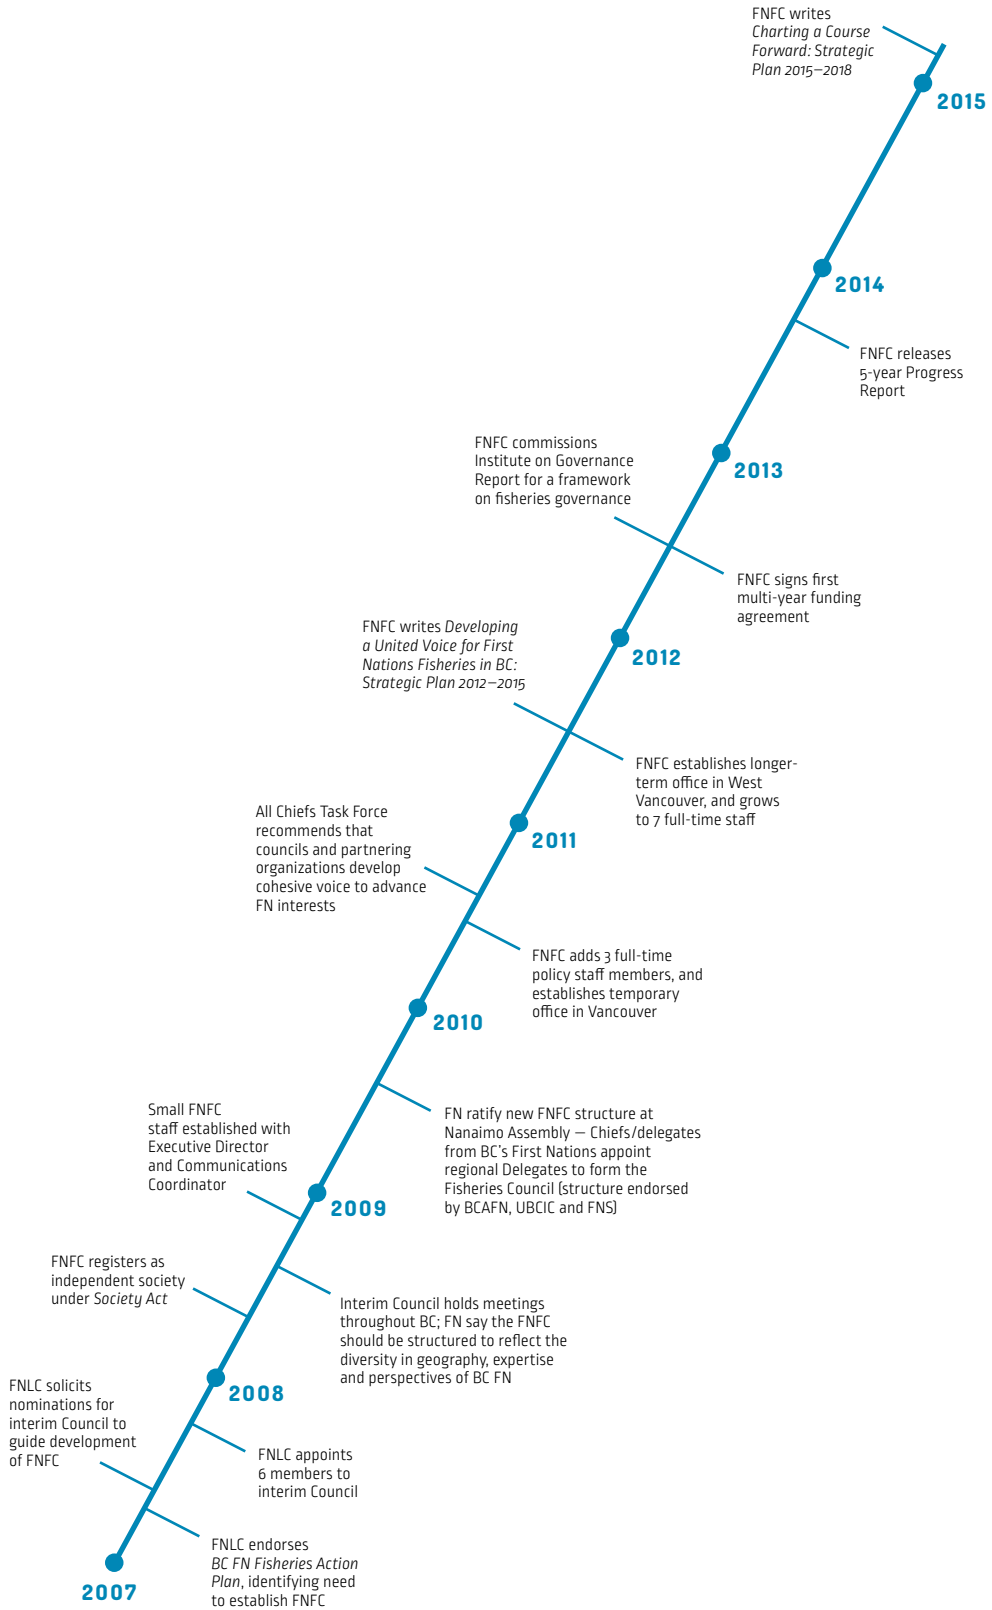 FNFC writes
Charting a Course
Forward: Strategic
Plan 2015–2018
2015
2014
FNFC releases
5-year Progress
Report
FNFC commissions
Institute on Governance
Report for a framework
on fisheries governance
2013
FNFC signs first
multi-year funding
agreement
FNFC writes Developing
a United Voice for First
Nations Fisheries in BC:
Strategic Plan 2012–2015
2012
FNFC establishes longer-
term office in West
Vancouver, and grows
to 7 full-time staff
All Chiefs Task Force
recommends that
councils and partnering
organizations develop
cohesive voice to advance
FN interests
2011
FNFC adds 3 full-time
policy staff members, and
establishes temporary
office in Vancouver
2010
Small FNFC
staff established with
Executive Director
and Communications
Coordinator
FN ratify new FNFC structure at
Nanaimo Assembly — Chiefs/delegates
from BC's First Nations appoint
regional Delegates to form the
Fisheries Council (structure endorsed
by BCAFN, UBCIC and FNS)
2009
FNFC registers as
independent society
under Society Act
Interim Council holds meetings
throughout BC; FN say the FNFC
should be structured to reflect the
diversity in geography, expertise
and perspectives of BC FN
2008
FNLC solicits
nominations for
interim Council to
guide development
of FNFC
FNLC appoints
6 members to
interim Council
FNLC endorses
BC FN Fisheries Action
Plan, identifying need
to establish FNFC
2007